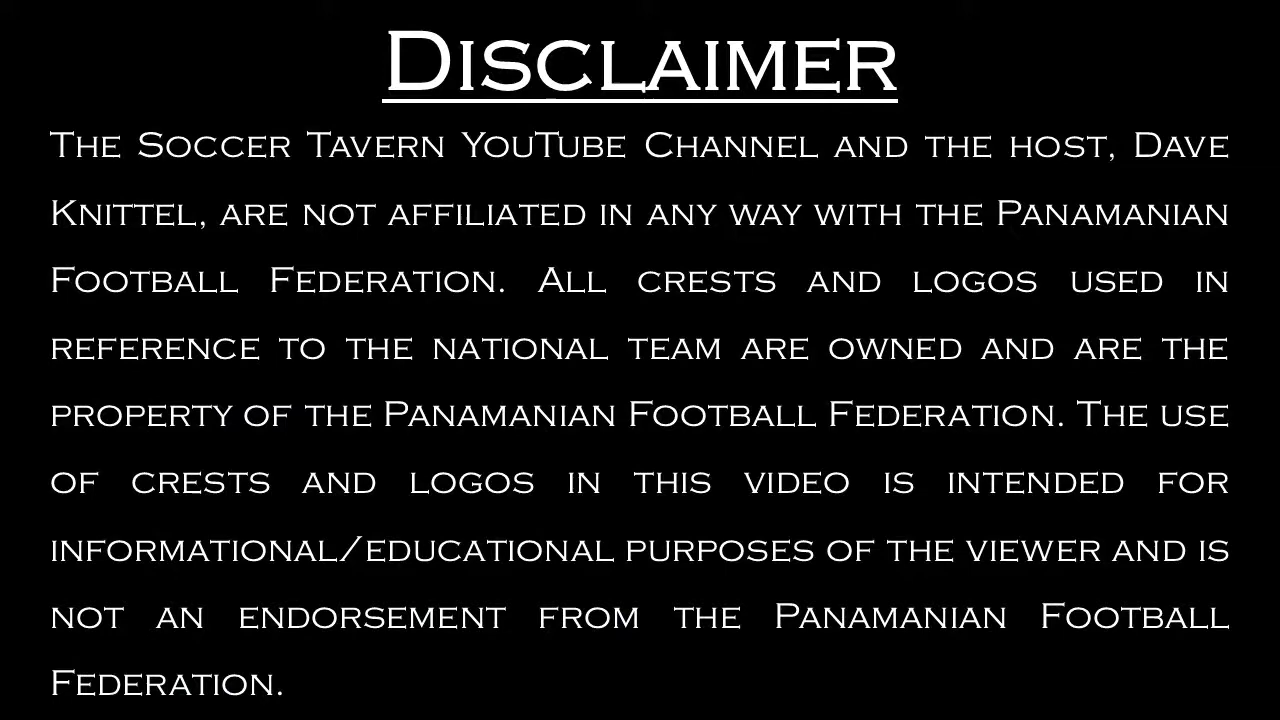 Disclaimer
The Soccer Tavern YouTube Channel and the host, Dave
Knittel, are not affiliated in any way with the Panamanian
Football Federation. All crests and logos used in
reference to the national team are owned and are the
property of the Panamanian Football Federation. The use
of crests and logos in this video is intended for
informational/educational purposes of the viewer and is
not an endorsement from the Panamanian Football
Federation.